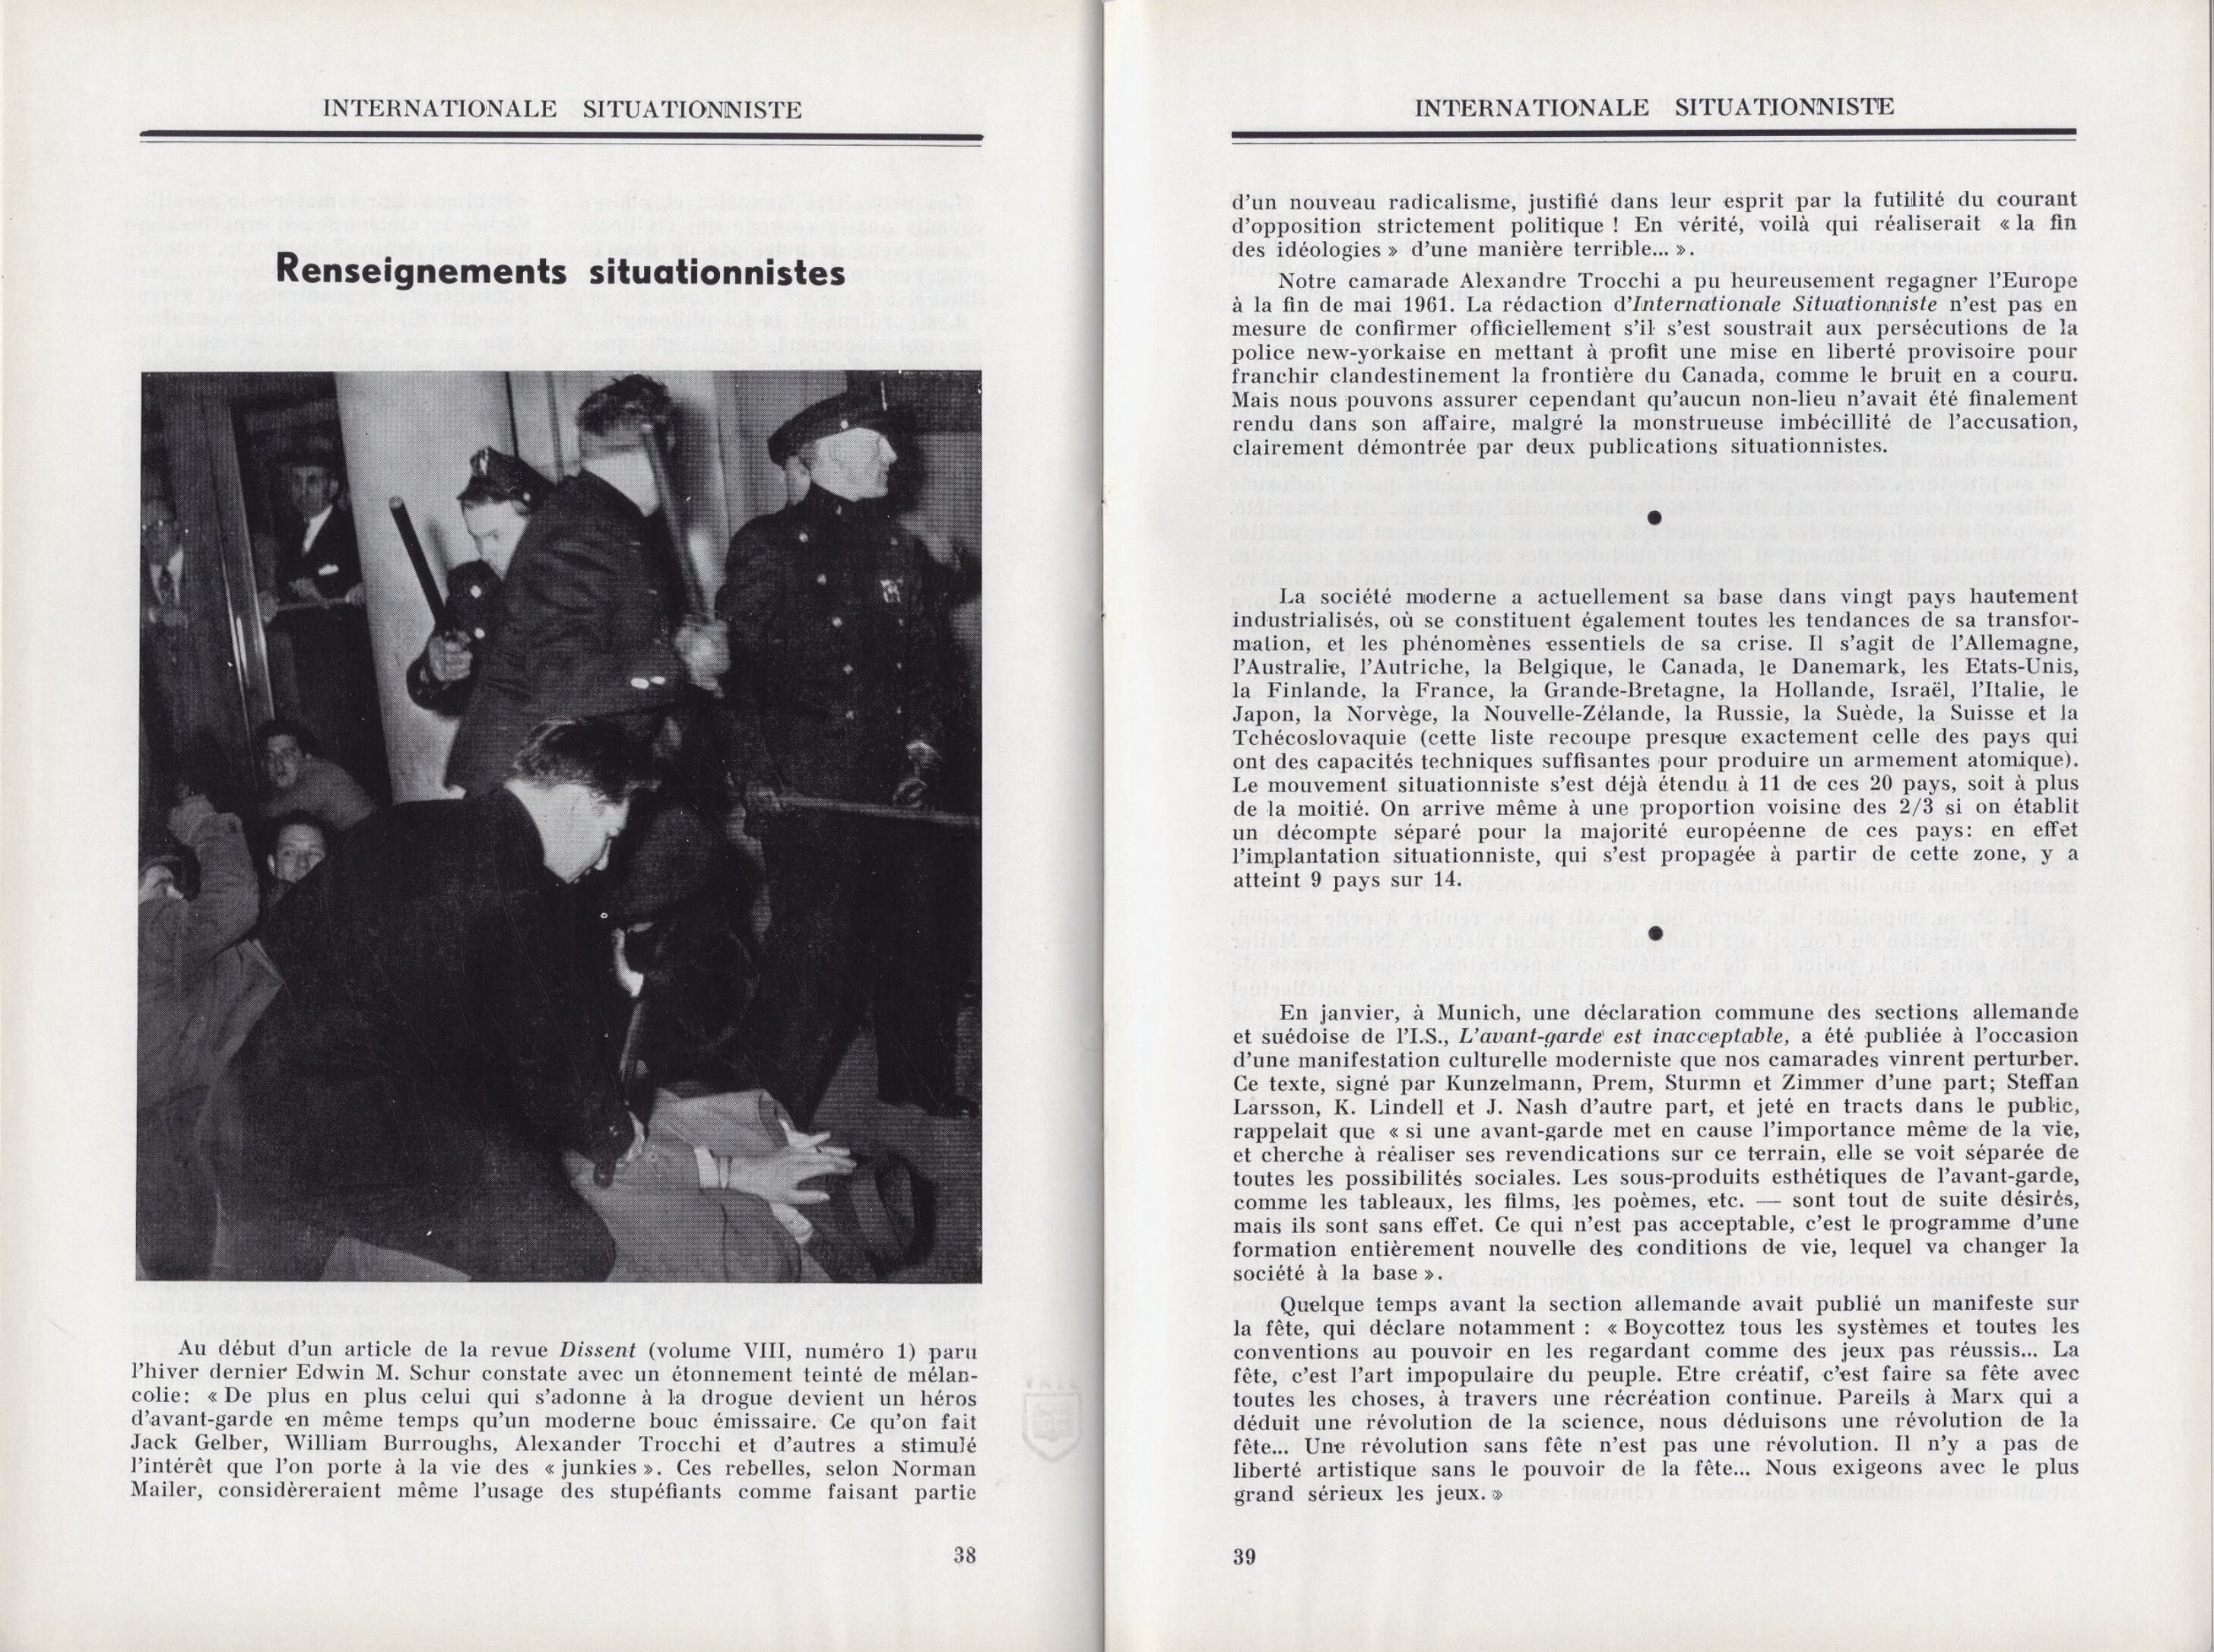 INTERNATIONALE SITUATIONNISTE
Renseignements situationnistes
Au début d'un article de la revue Dissent (volume VIII, numéro 1) paru
l'hiver dernier Edwin M. Schur constate avec un étonnement teinté de mélan-
colie: « De plus en plus celui qui s'adonne à la drogue devient un héros
d'avant-garde en même temps qu'un moderne bouc émissaire. Ce qu'on fait
Jack Gelber, William Burroughs, Alexander Trocchi et d'autres a stimulé
l'intérêt que l'on porte à la vie des « junkies ». Ces rebelles, selon Norman
Mailer, considèreraient même l'usage des stupéfiants comme faisant partie
38
INTERNATIONALE SITUATIONNISTE
d'un nouveau radicalisme, justifié dans leur esprit par la futilité du courant
d'opposition strictement politique ! En vérité, voilà qui réaliserait « la fin
des idéologies » d'une manière terrible... ».
Notre camarade Alexandre Trocchi a pu heureusement regagner l'Europe
à la fin de mai 1961. La rédaction d'Internationale Situationniste n'est pas en
mesure de confirmer officiellement s'il s'est soustrait aux persécutions de la
police new-yorkaise en mettant à profit une mise en liberté provisoire pour
franchir clandestinement la frontière du Canada, comme le bruit en a couru.
Mais nous pouvons assurer cependant qu'aucun non-lieu n'avait été finalement
rendu dans son affaire, malgré la monstrueuse imbécillité de l'accusation,
clairement démontrée par deux publications situationnistes.
●
La société moderne a actuellement sa base dans vingt pays hautement
industrialisés, où se constituent également toutes les tendances de sa transfor-
mation, et les phénomènes essentiels de sa crise. Il s'agit de l'Allemagne,
l'Australie, l'Autriche, la Belgique, le Canada, le Danemark, les Etats-Unis,
la Finlande, la France, la Grande-Bretagne, la Hollande, Israël, l'Italie, le
Japon, la Norvège, la Nouvelle-Zélande, la Russie, la Suède, la Suisse et la
Tchécoslovaquie (cette liste recoupe presque exactement celle des pays qui
ont des capacités techniques suffisantes pour produire un armement atomique).
Le mouvement situationniste s'est déjà étendu à 11 de ces 20 pays, soit à plus
de la moitié. On arrive même à une proportion voisine des 2/3 si on établit
un décompte séparé pour la majorité européenne de ces pays: en effet
l'implantation situationniste, qui s'est propagée à partir de cette zone, y a
atteint 9 pays sur 14.
●
En janvier, à Munich, une déclaration commune des sections allemande
et suédoise de l'I.S., L'avant-garde est inacceptable, a été publiée à l'occasion
d'une manifestation culturelle moderniste que nos camarades vinrent perturber.
Ce texte, signé par Kunzelmann, Prem, Sturmn et Zimmer d'une part; Steffan
Larsson, K. Lindell et J. Nash d'autre part, et jeté en tracts dans le public,
rappelait que « si une avant-garde met en cause l'importance même de la vie,
et cherche à réaliser ses revendications sur ce terrain, elle se voit séparée de
toutes les possibilités sociales. Les sous-produits esthétiques de l'avant-garde,
comme les tableaux, les films, les poèmes, etc. — sont tout de suite désirés,
mais ils sont sans effet. Ce qui n'est pas acceptable, c'est le programme d'une
formation entièrement nouvelle des conditions de vie, lequel va changer la
société à la base ».
Quelque temps avant la section allemande avait publié un manifeste sur
la fête, qui déclare notamment : « Boycottez tous les systèmes et toutes les
conventions au pouvoir en les regardant comme des jeux pas réussis... La
fête, c'est l'art impopulaire du peuple. Etre créatif, c'est faire sa fête avec
toutes les choses, à travers une récréation continue. Pareils à Marx qui a
déduit une révolution de la science, nous déduisons une révolution de la
fête... Une révolution sans fête n'est pas une révolution. Il n'y a pas de
liberté artistique sans le pouvoir de la fête... Nous exigeons avec le plus
grand sérieux les jeux. »
39